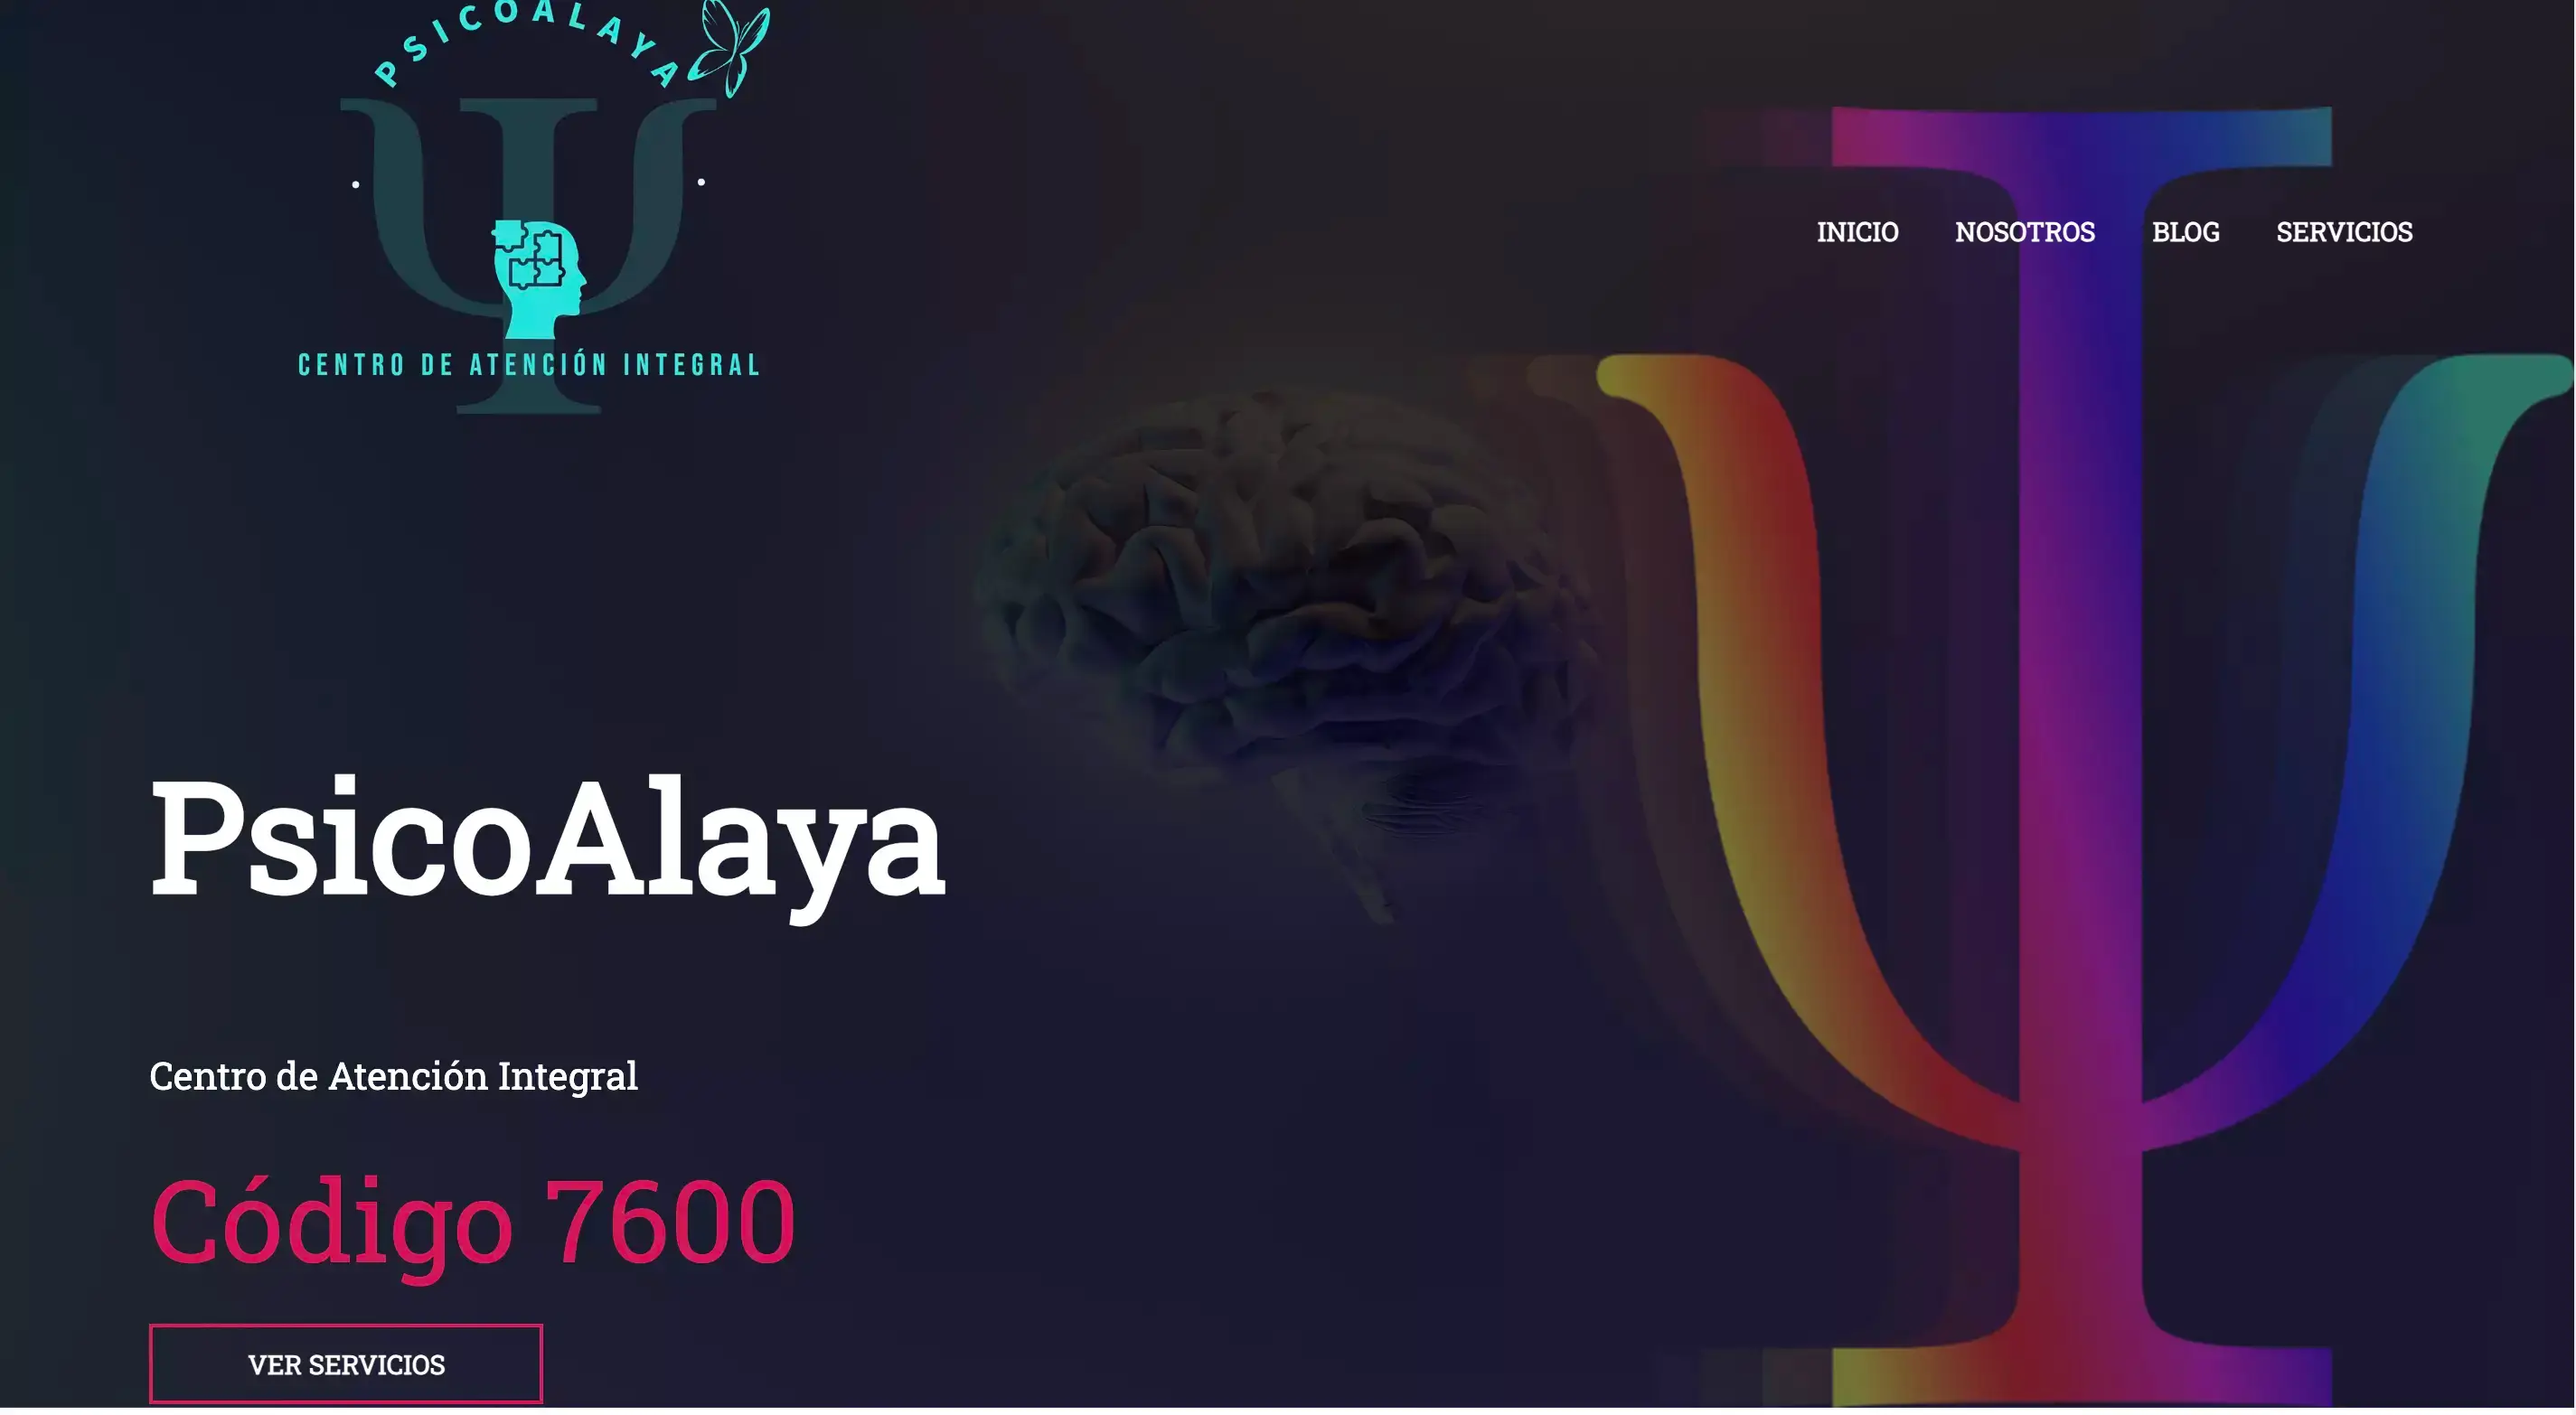 PSICOALAYA
CENTRO DE ATENCIÓN INTEGRAL
INICIO NOSOTROS BLOG SERVICIOS
PsicoAlaya
Centro de Atención Integral
Código 7600
VER SERVICIOS